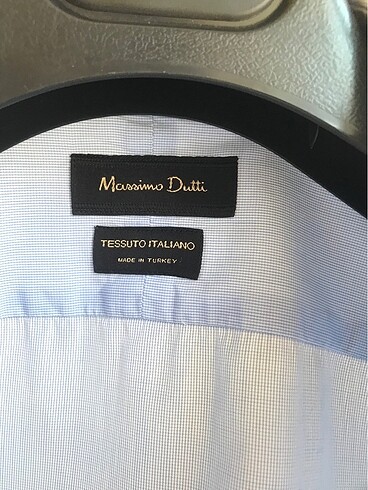 Massimo Dutti
TESSUTO ITALIANO
MADE IN TURKEY